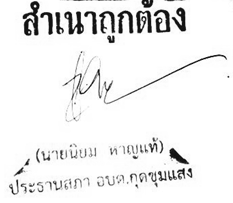 สำเนาถูกต้อง
(นายนิยม หาญแท้)
ประธานสภา อบต.กุดชุมแสง